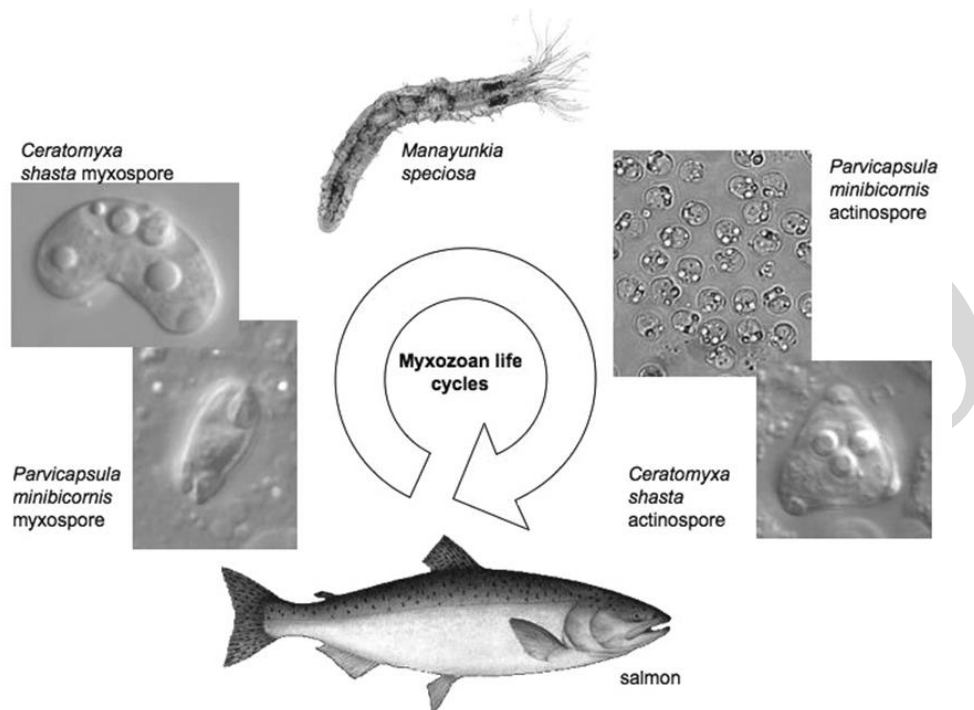 Ceratomyxa
shasta myxospore
Manayunkia
speciosa
Parvicapsula
minibicornis
actinospore
Myxozoan life
cycles
Parvicapsula
minibicornis
myxospore
Ceratomyxa
shasta
actinospore
salmon